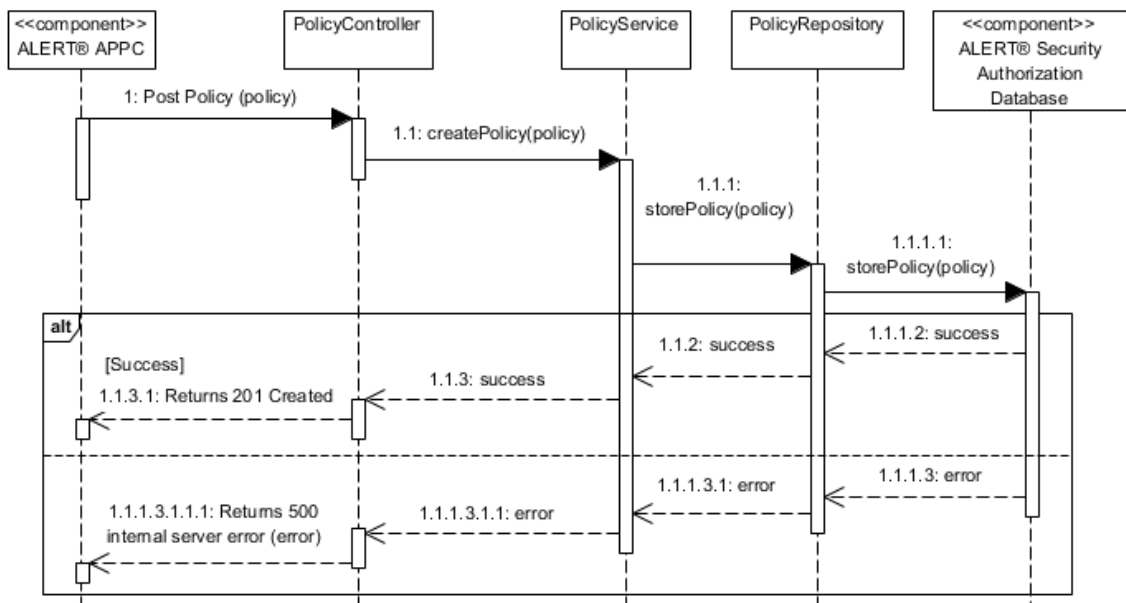 <<component>>
ALERT® APPC
PolicyController
PolicyService
PolicyRepository
<<component>>
ALERT® Security
Authorization
Database
1: Post Policy (policy)
1.1: createPolicy(policy)
1.1.1:
storePolicy(policy)
1.1.1.1:
storePolicy(policy)
alt
[Success]
1.1.1.2: success
1.1.2: success
1.1.3: success
1.1.3.1: Returns 201 Created
1.1.1.3: error
1.1.1.3.1: error
1.1.1.3.1.1: error
1.1.1.3.1.1.1: Returns 500
internal server error (error)